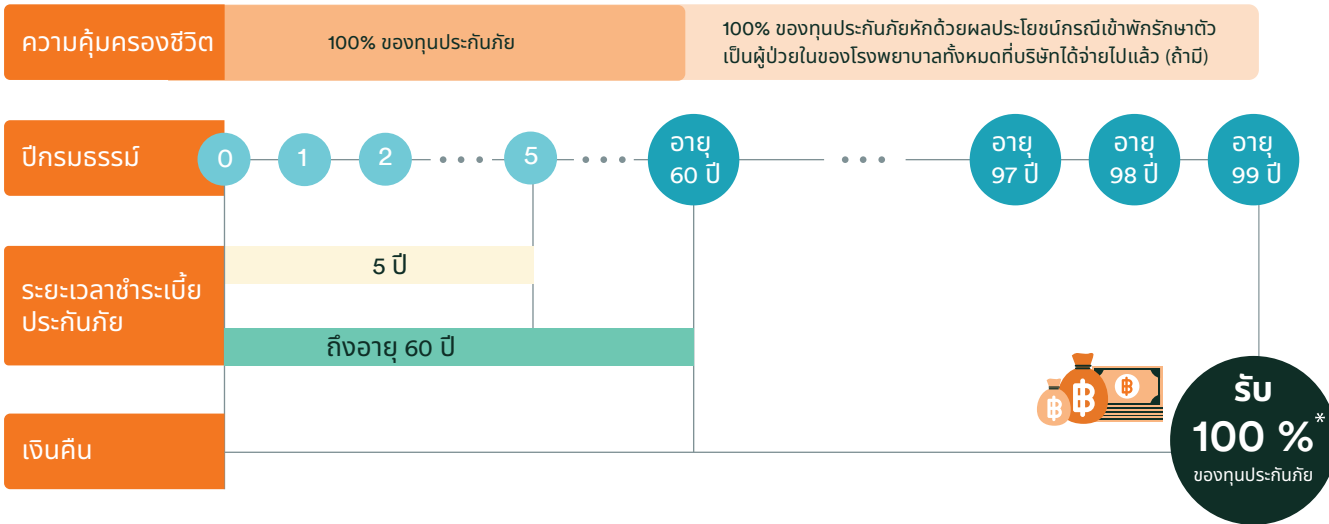 ความคุ้มครองชีวิต
100% ของทุนประกันภัย
100% ของทุนประกันภัยหักด้วยผลประโยชน์กรณีเข้าพักรักษาตัว
เป็นผู้ป่วยในของโรงพยาบาลทั้งหมดที่บริษัทได้จ่ายไปแล้ว (ถ้ามี)
ปีกรมธรรม์
0
1
2
5
อายุ
60 ปี
อายุ
97 ปี
อายุ
98 ปี
อายุ
99 ปี
ระยะเวลาชำระเบี้ย
ประกันภัย
5 ปี
ถึงอายุ 60 ปี
เงินคืน
฿
฿
฿
รับ
100 %*
ของทุนประกันภัย